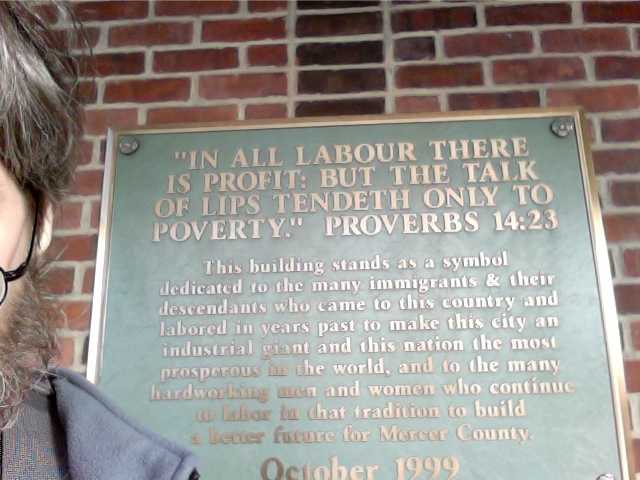 "IN ALL LABOUR THERE
IS PROFIT: BUT THE TALK
OF LIPS TENDETH ONLY TO
POVERTY." PROVERBS 14:23
This building stands as a symbol
dedicated to the many immigrants & their
descendants who came to this country and
labored in years past to make this city an
industrial giant and this nation the most
prosperous in the world, and to the many
hardworking men and women who continue
to labor in that tradition to build
a better future for Mercer County.
October 1999